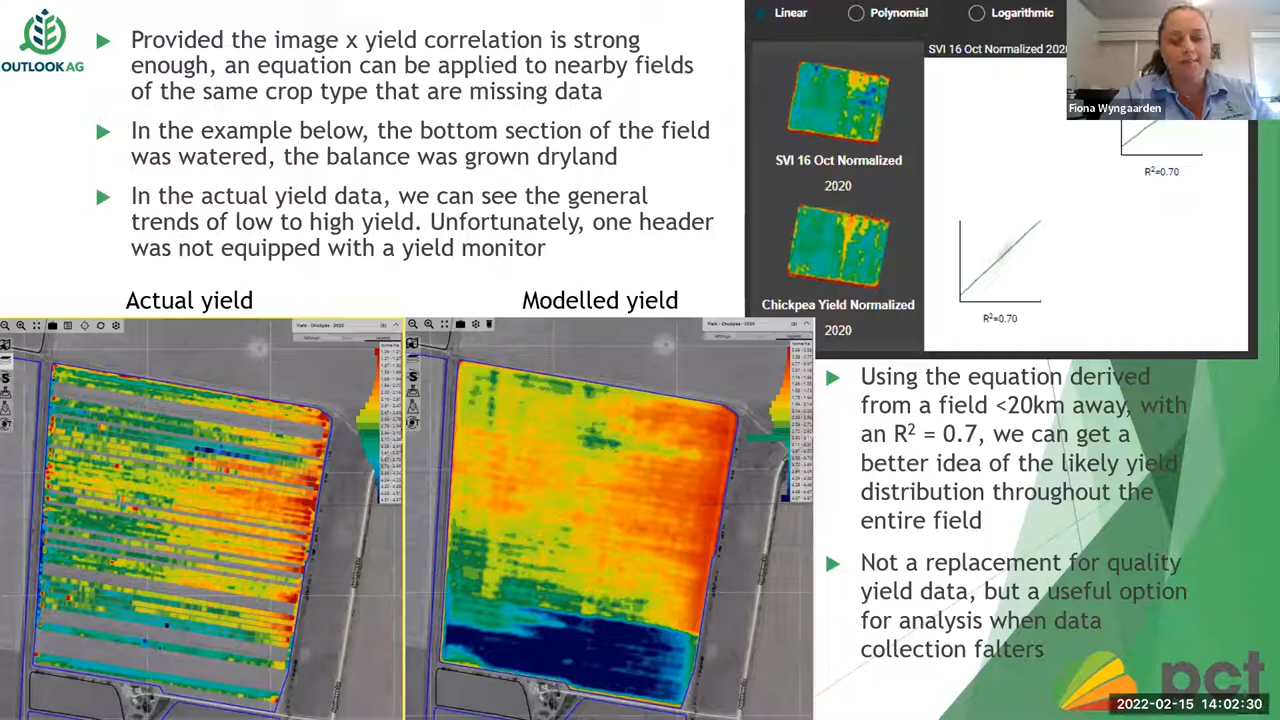 OUTLOOKAG
Provided the image x yield correlation is strong
enough, an equation can be applied to nearby fields
of the same crop type that are missing data
In the example below, the bottom section of the field
was watered, the balance was grown dryland
In the actual yield data, we can see the general
trends of low to high yield. Unfortunately, one header
was not equipped with a yield monitor
Linear
Polynomial
Logarithmic
SVI 16 Oct Normalized 2020
Fiona Wyngaarden
SVI 16 Oct Normalized
2020
R²=0.70
Chickpea Yield Normalized
2020
R²=0.70
Actual yield
Modelled yield
Yield - Chickpea - 2020
Yield - Chickpea - 2020
Using the equation derived
from a field <20km away, with
an R² = 0.7, we can get a
better idea of the likely yield
distribution throughout the
entire field
Not a replacement for quality
yield data, but a useful option
for analysis when data
collection falters
pct
2022-02-15 14:02:30